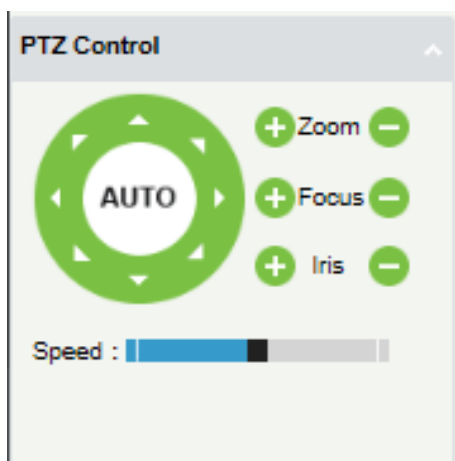 PTZ Control
AUTO
Zoom
Focus
Iris
Speed :